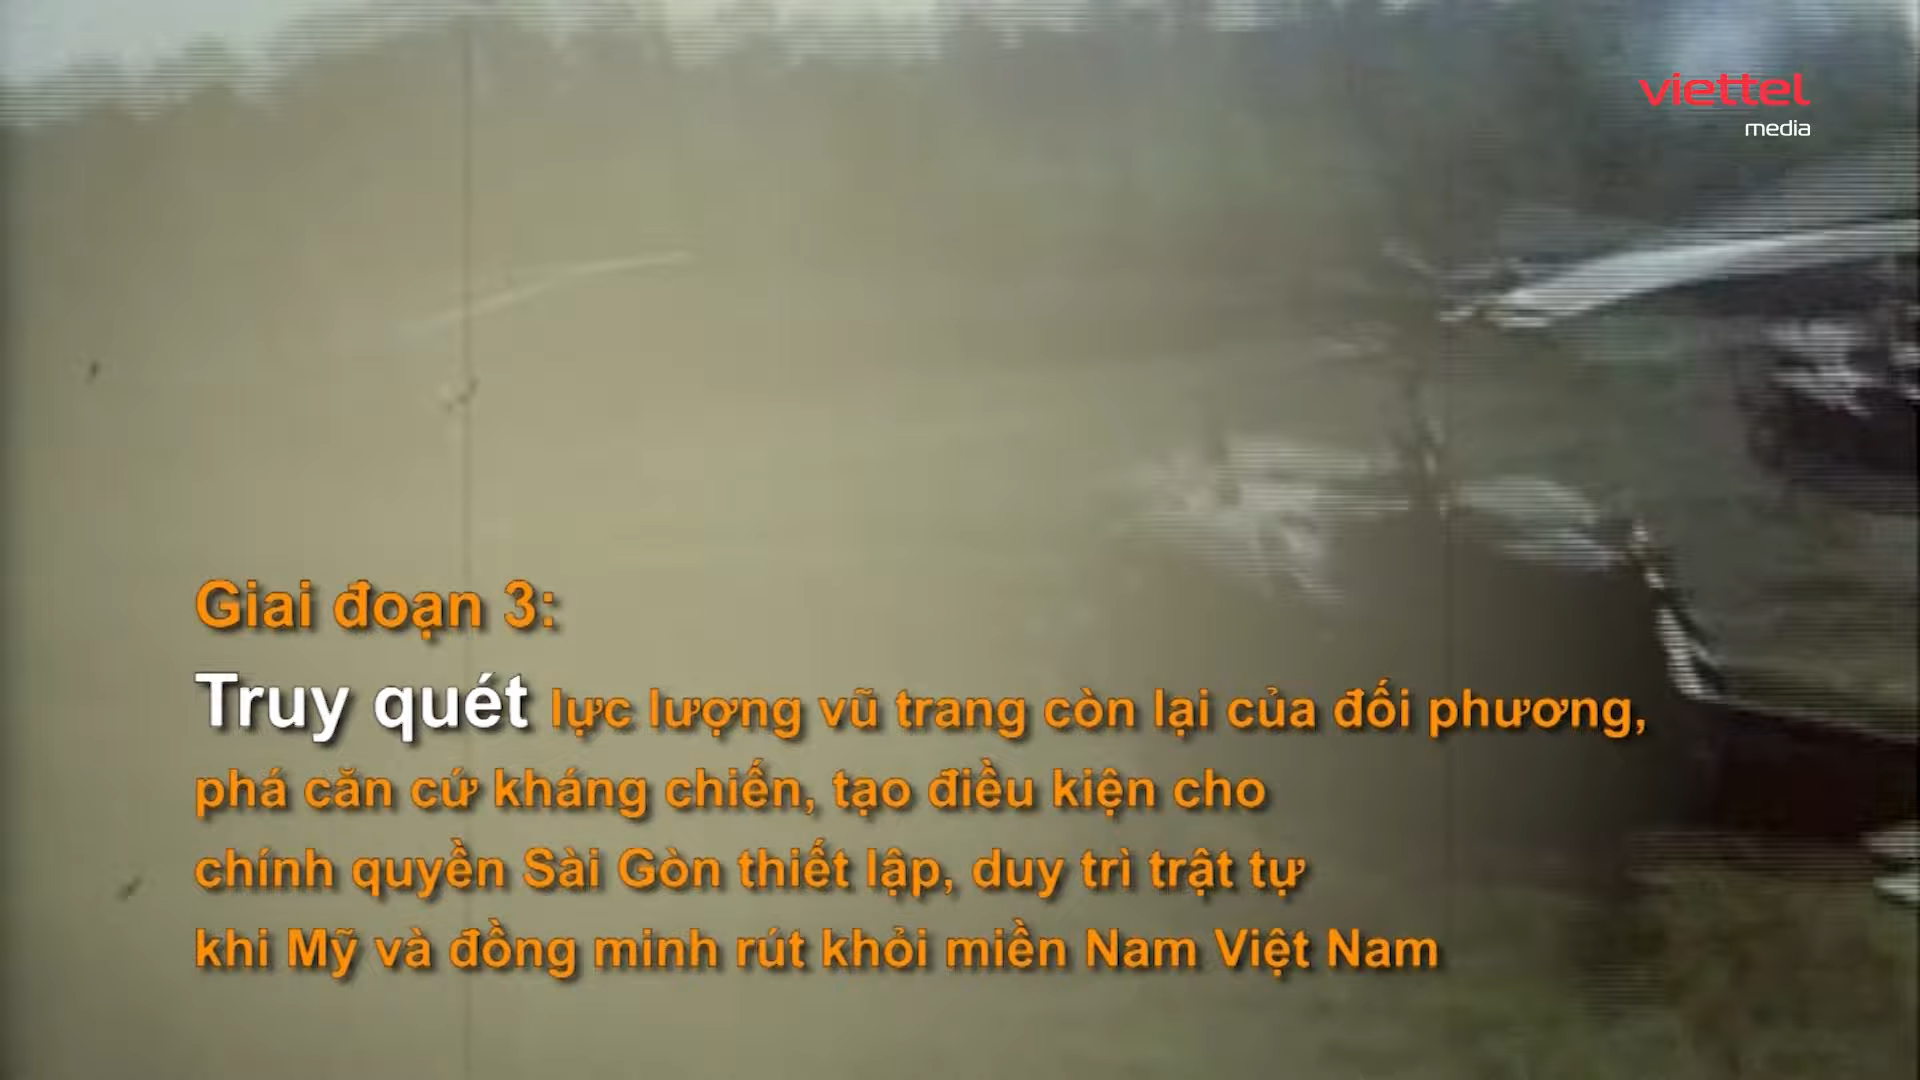 viettel
media
Giai đoạn 3:
Truy quét lực lượng vũ trang còn lại của đối phương,
phá căn cứ kháng chiến, tạo điều kiện cho
chính quyền Sài Gòn thiết lập, duy trì trật tự
khi Mỹ và đồng minh rút khỏi miền Nam Việt Nam